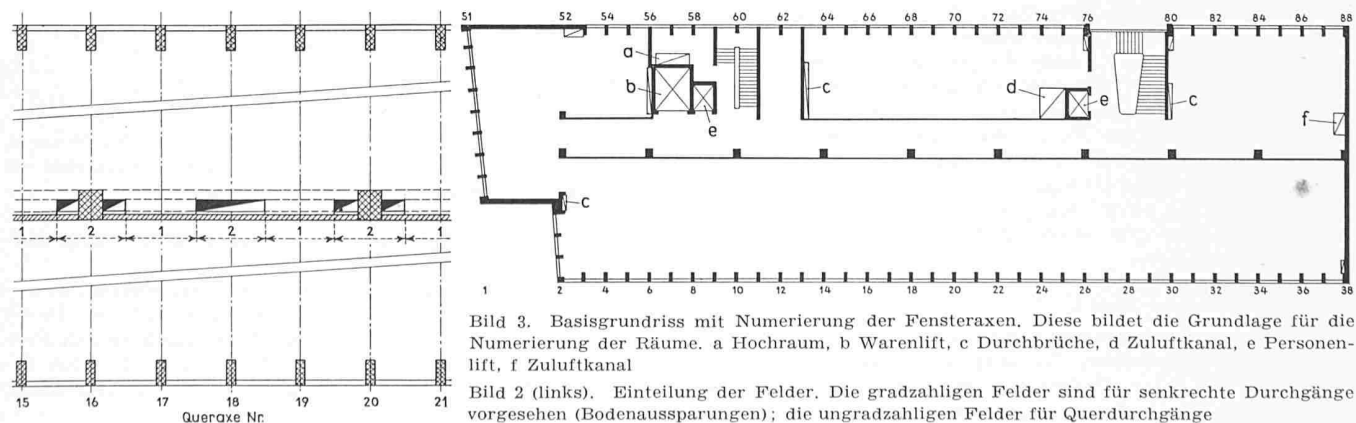 1 2 1 2 1 2 1
15 16 17 18 19 20 21
Queraxe Nr.
51 52 54 56 58 60 62 64 66 68 70 72 74 76 80 82 84 86 88
a
b
c
d
e
c
f
e
c
1 2 4 6 8 10 12 14 16 18 20 22 24 26 28 30 32 34 36 38
Bild 3. Basisgrundriss mit Numerierung der Fensteraxen. Diese bildet die Grundlage für die
Numerierung der Räume. a Hochraum, b Warenlift, c Durchbrüche, d Zuluftkanal, e Personen-
lift, f Zuluftkanal
Bild 2 (links). Einteilung der Felder. Die gradzahligen Felder sind für senkrechte Durchgänge
vorgesehen (Bodenaussparungen); die ungradzahligen Felder für Querdurchgänge